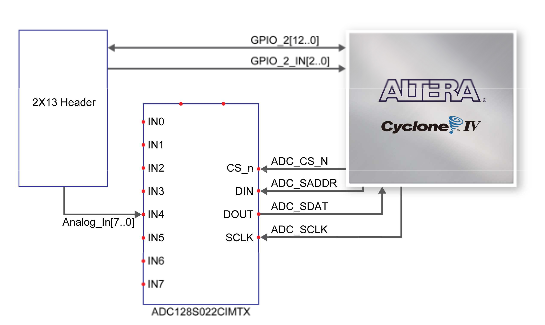 GPIO_2[12..0]
GPIO_2_IN[2..0]
2X13 Header
ALTERA
Cyclone IV
IN0
IN1
IN2
IN3
IN4
IN5
IN6
IN7
CS_n
DIN
DOUT
SCLK
ADC_CS_N
ADC_SADDR
ADC_SDAT
ADC_SCLK
Analog_In[7..0]
ADC128S022CIMTX